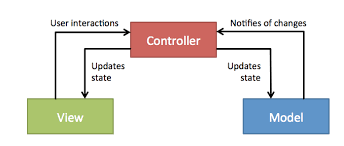 User interactions
Notifies of changes
Controller
Updates
state
Updates
state
View
Model